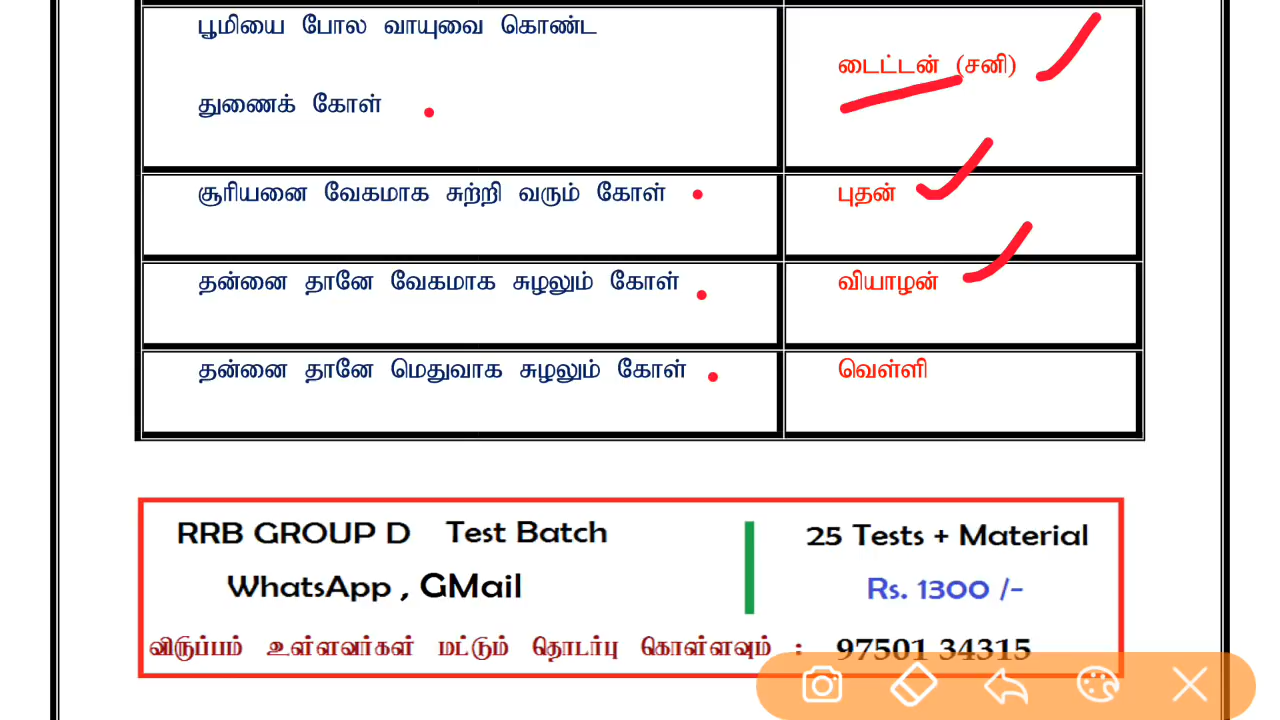 பூமியை போல வாயுவை கொண்ட
துணைக் கோள்
டைட்டன் (சனி)
சூரியனை வேகமாக சுற்றி வரும் கோள்
புதன்
தன்னை தானே வேகமாக சுழலும் கோள்
வியாழன்
தன்னை தானே மெதுவாக சுழலும் கோள்
வெள்ளி
RRB GROUP D Test Batch
WhatsApp , GMail
25 Tests + Material
Rs. 1300 /-
விருப்பம் உள்ளவர்கள் மட்டும் தொடர்பு கொள்ளவும் : 97501 34315